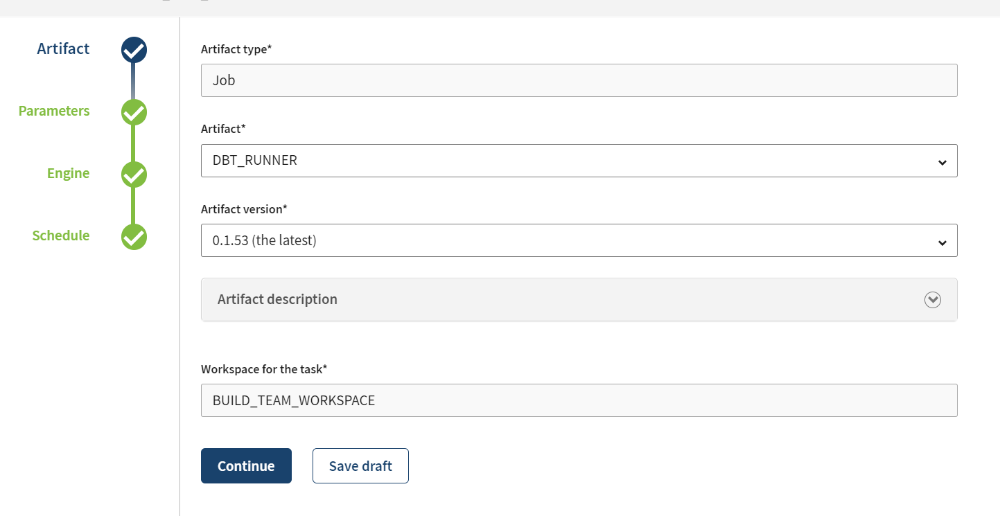 Artifact
Parameters
Engine
Schedule
Artifact type*
Job
Artifact*
DBT_RUNNER
Artifact version*
0.1.53 (the latest)
Artifact description
Workspace for the task*
BUILD_TEAM_WORKSPACE
Continue
Save draft